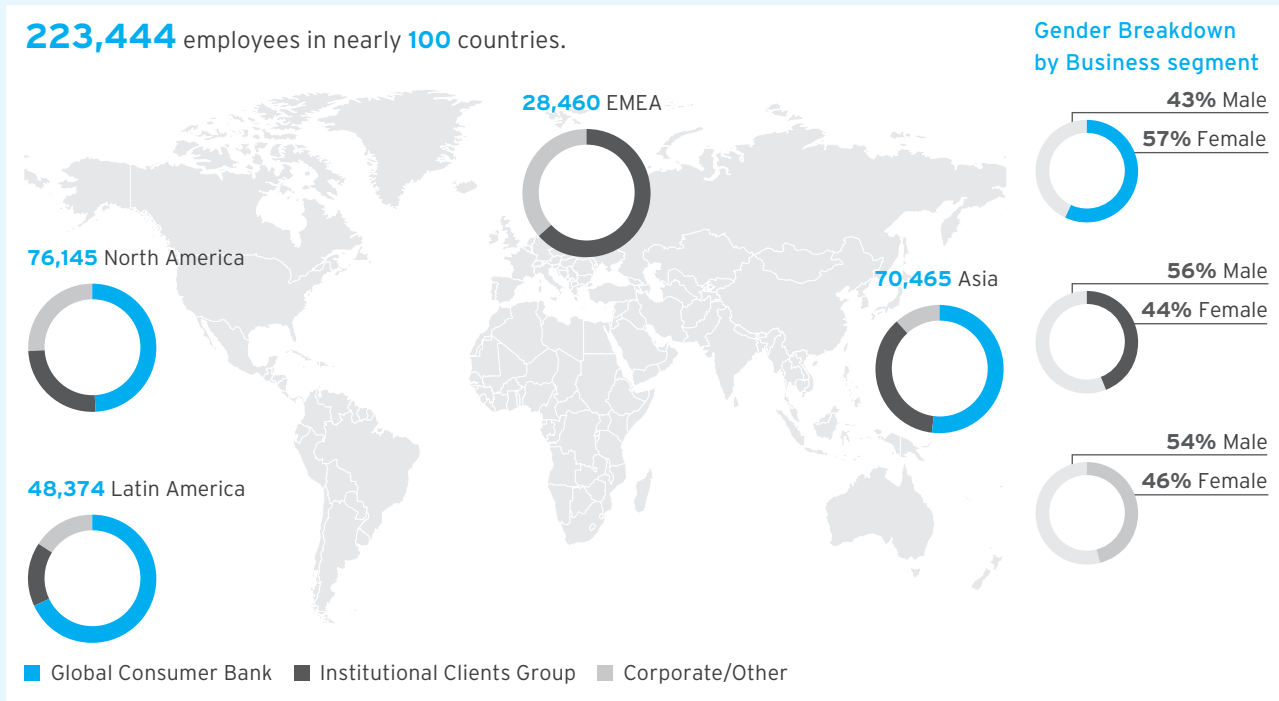 223,444 employees in nearly 100 countries.
28,460 EMEA
76,145 North America
70,465 Asia
48,374 Latin America
Global Consumer Bank Institutional Clients Group Corporate/Other
Gender Breakdown
by Business segment
43% Male
57% Female
56% Male
44% Female
54% Male
46% Female